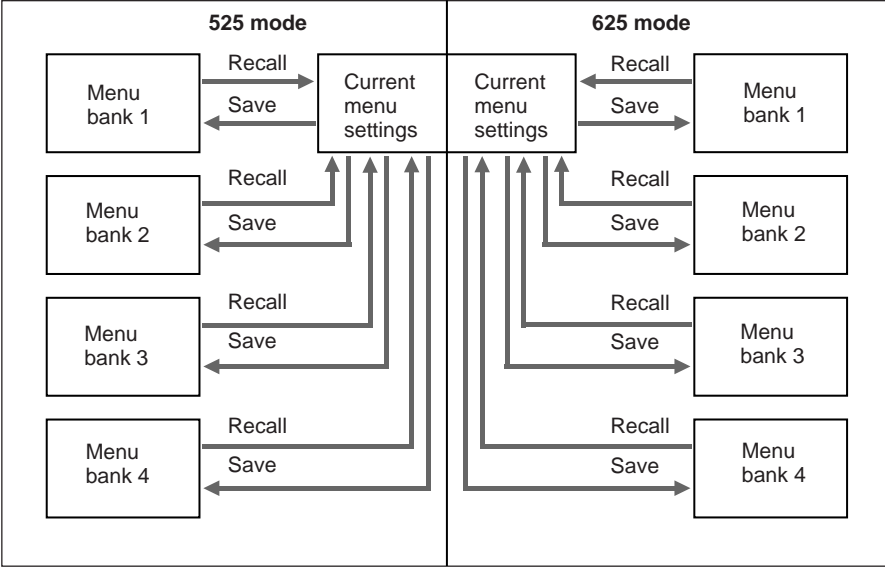 525 mode
Menu
bank 1
Recall
Save
Current
menu
settings
Menu
bank 2
Recall
Save
Menu
bank 3
Recall
Save
Menu
bank 4
Recall
Save
625 mode
Current
menu
settings
Recall
Save
Menu
bank 1
Recall
Save
Menu
bank 2
Recall
Save
Menu
bank 3
Recall
Save
Menu
bank 4